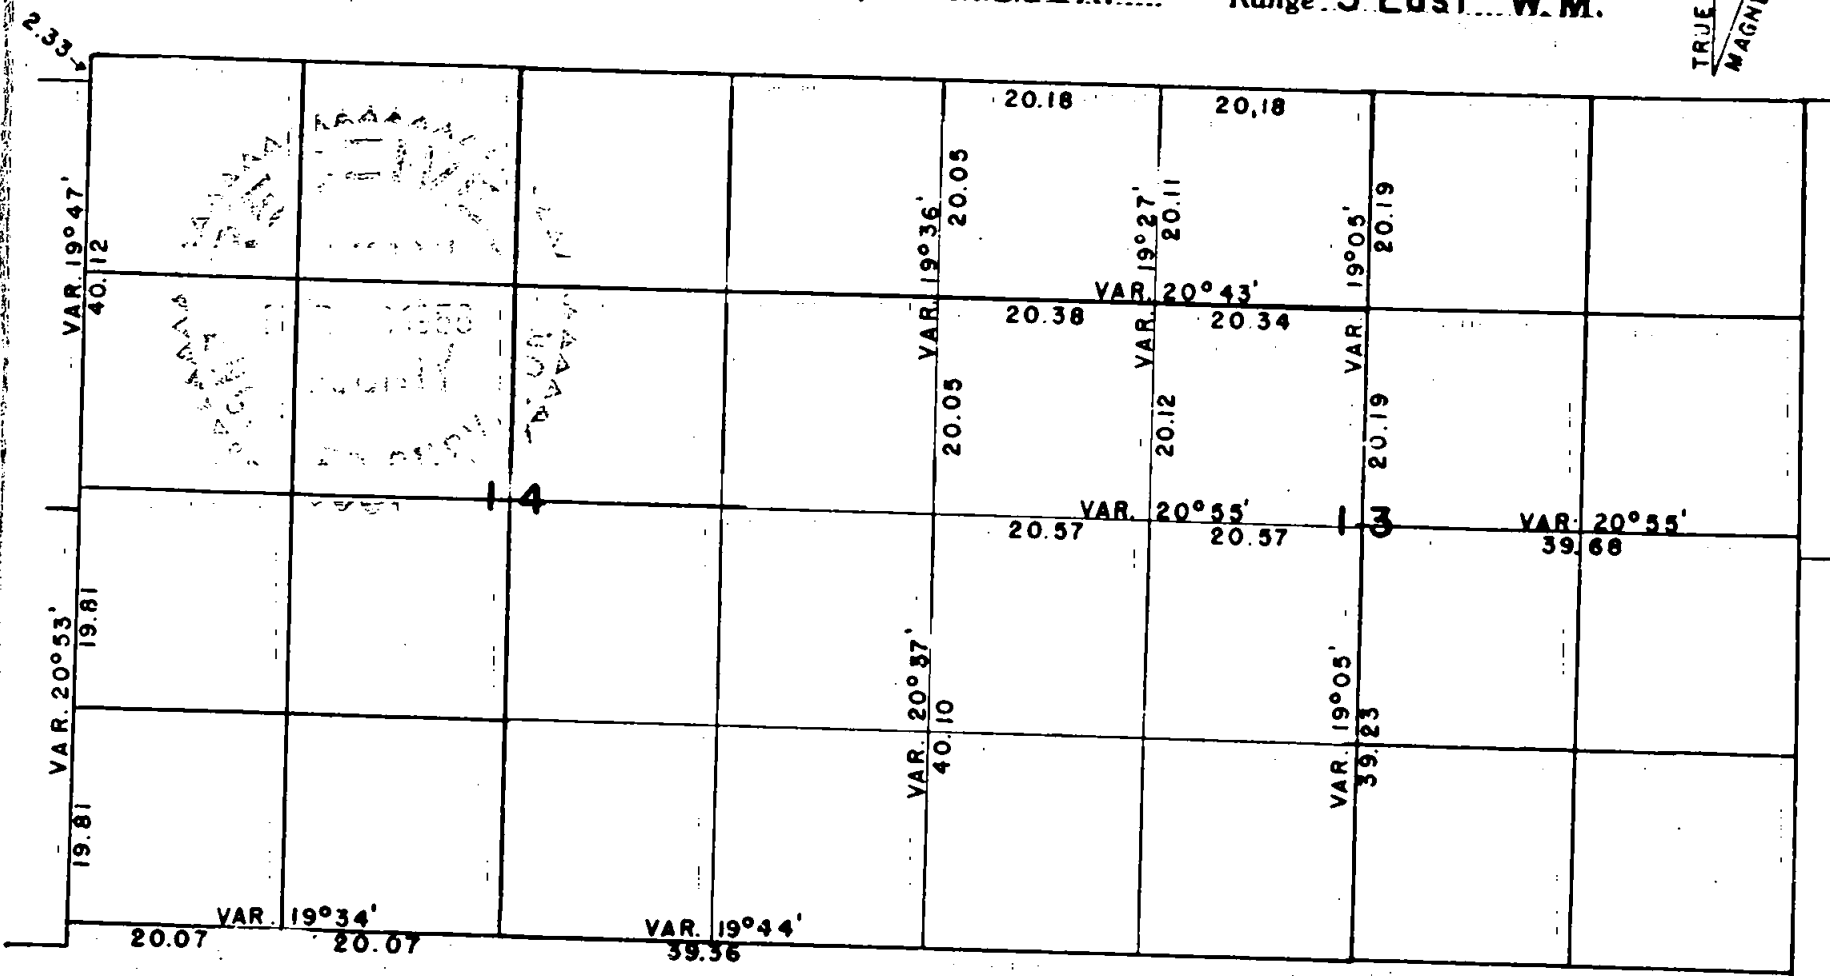 Range 5 East W. M.
TRUE
2.33
20.18
20,18
VAR. 19°47'
40.12
VAR. 19°36'
20.05
VAR. 19°27'
20.11
VAR. 19°05'
20.19
VAR. 20°43'
20.38
20.34
20.05
20.12
20.19
14
VAR. 20°55'
20.57
20.57
13
VAR. 20°55'
39.68
VAR. 20°53'
19.81
VAR. 20°37'
40.10
VAR. 19°05'
39.23
19.81
VAR. 19°34'
20.07
20.07
VAR. 19°44'
39.36